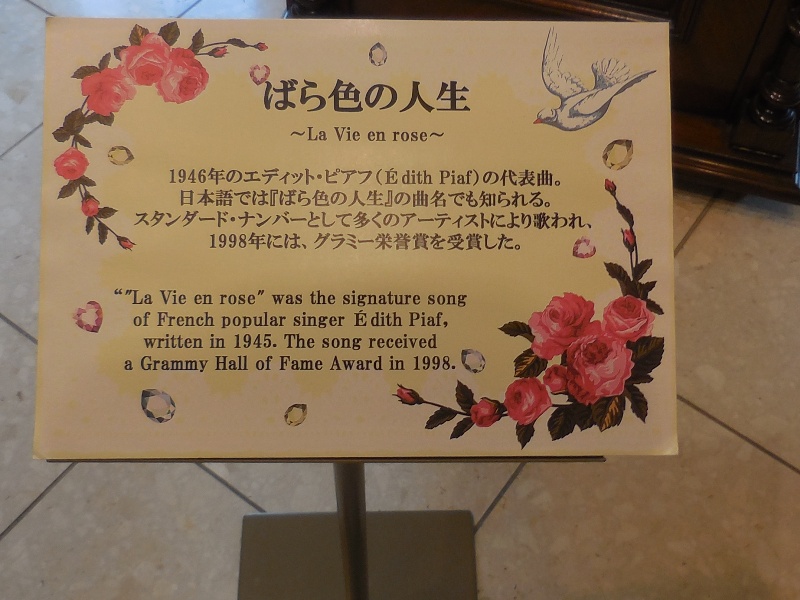 ばら色の人生
～La Vie en rose～
1946年のエディット・ピアフ（É dith Piaf）の代表曲。
日本語では『ばら色の人生』の曲名でも知られる。
スタンダード・ナンバーとして多くのアーティストにより歌われ、
1998年には、グラミー栄誉賞を受賞した。
“"La Vie en rose" was the signature song
of French popular singer É dith Piaf,
written in 1945. The song received
a Grammy Hall of Fame Award in 1998.